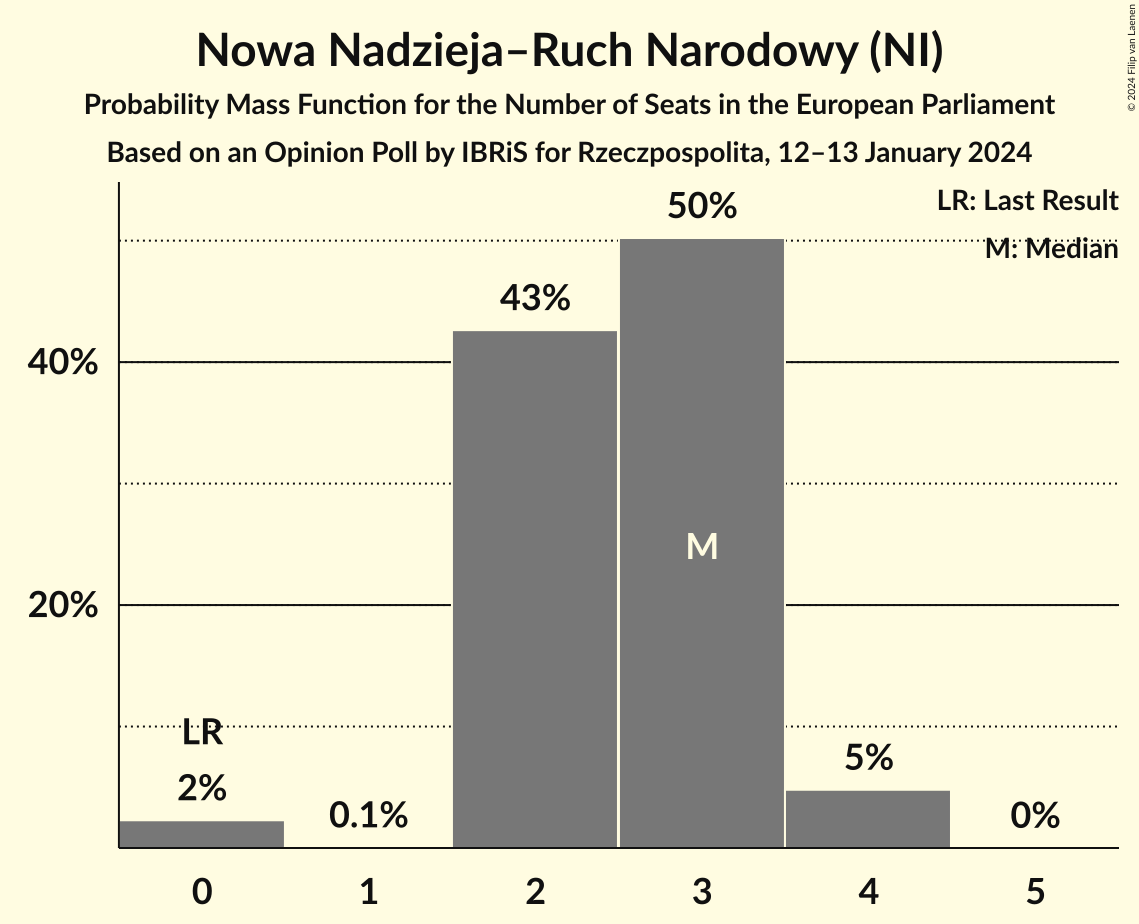 Nowa Nadzieja–Ruch Narodowy (NI)
Probability Mass Function for the Number of Seats in the European Parliament
Based on an Opinion Poll by IBRiS for Rzeczpospolita, 12–13 January 2024
© 2024 Filip van Laenen
LR: Last Result
M: Median
50%
43%
40%
M
20%
LR
2%
0.1%
5%
0%
0 1 2 3 4 5